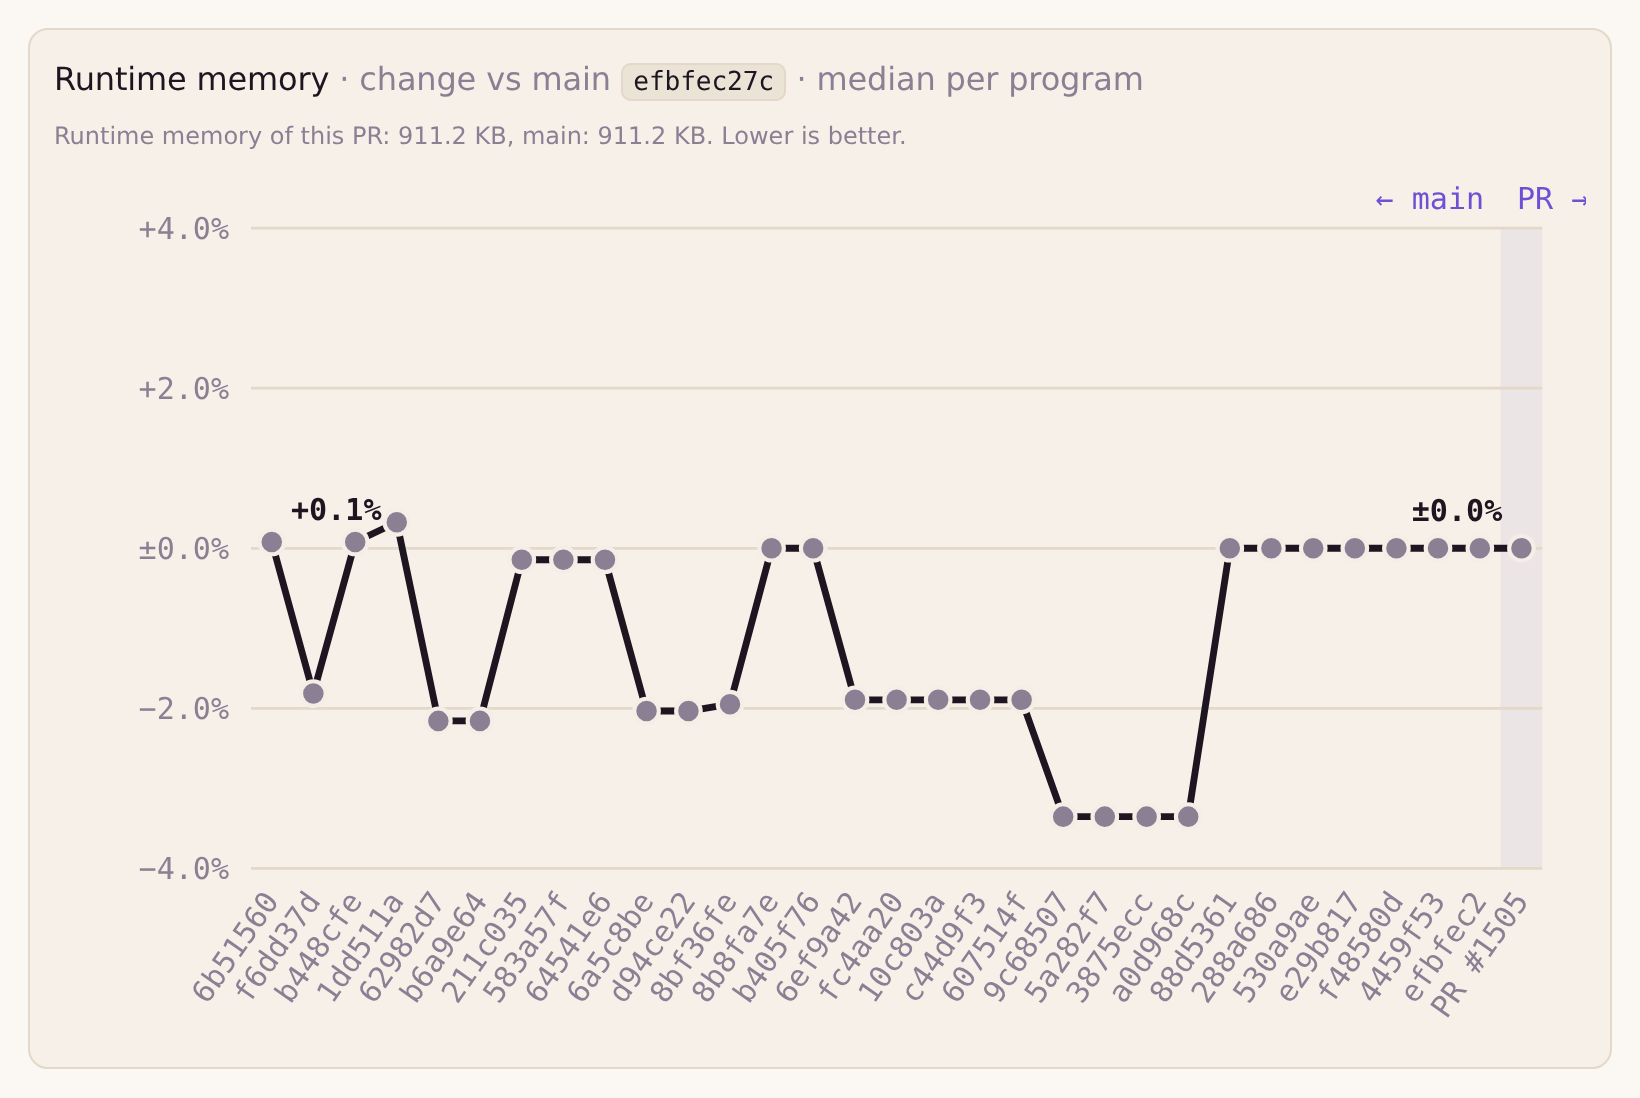 Runtime memory · change vs main efbfec27c · median per program
Runtime memory of this PR: 911.2 KB, main: 911.2 KB. Lower is better.
← main PR →
+4.0%
+2.0%
+0.1%
±0.0%
±0.0%
−2.0%
−4.0%
6b51560
f6dd37d
b448cfe
1dd511a
62982d7
b6a9e64
211c035
583a57f
64541e6
6a5c8be
d94ce22
8bf36fe
8b8fa7e
b405f76
6ef9a42
fc4aa20
10c803a
c44d9f3
607514f
9c68507
5a282f7
3875ecc
a0d968c
88d5361
288a686
530a9ae
e29b817
f48580d
4459f53
efbfec2
PR #1505